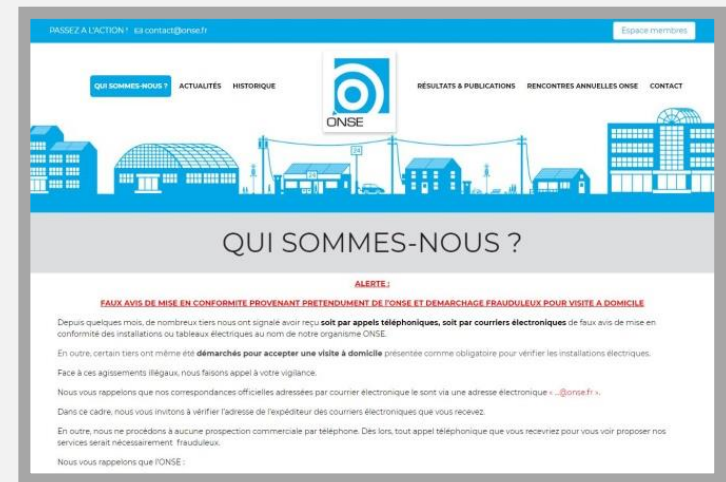 PASSEZ A L'ACTION ! contact@onse.fr
Espace membres
QUI SOMMES-NOUS ?
ACTUALITÉS
HISTORIQUE
ONSE
RÉSULTATS & PUBLICATIONS
RENCONTRES ANNUELLES ONSE
CONTACT
24
24
QUI SOMMES-NOUS ?
ALERTE :
FAUX AVIS DE MISE EN CONFORMITE PROVENANT PRETENDUMENT DE l'ONSE ET DEMARCHAGE FRAUDULEUX POUR VISITE A DOMICILE
Depuis quelques mois, de nombreux tiers nous ont signalé avoir reçu soit par appels téléphoniques, soit par courriers électroniques de faux avis de mise en
conformité des installations ou tableaux électriques au nom de notre organisme ONSE.
En outre, certain tiers ont même été démarchés pour accepter une visite à domicile présentée comme obligatoire pour vérifier les installations électriques.
Face à ces agissements illégaux, nous faisons appel à votre vigilance.
Nous vous rappelons que nos correspondances officielles adressées par courrier électronique le sont via une adresse électronique « ...@onse.fr ».
Dans ce cadre, nous vous invitons à vérifier l'adresse de l'expéditeur des courriers électroniques que vous recevez.
En outre, nous ne procédons à aucune prospection commerciale par téléphone. Dès lors, tout appel téléphonique que vous recevriez pour vous voir proposer nos
services serait nécessairement frauduleux.
Nous vous rappelons que l'ONSE :